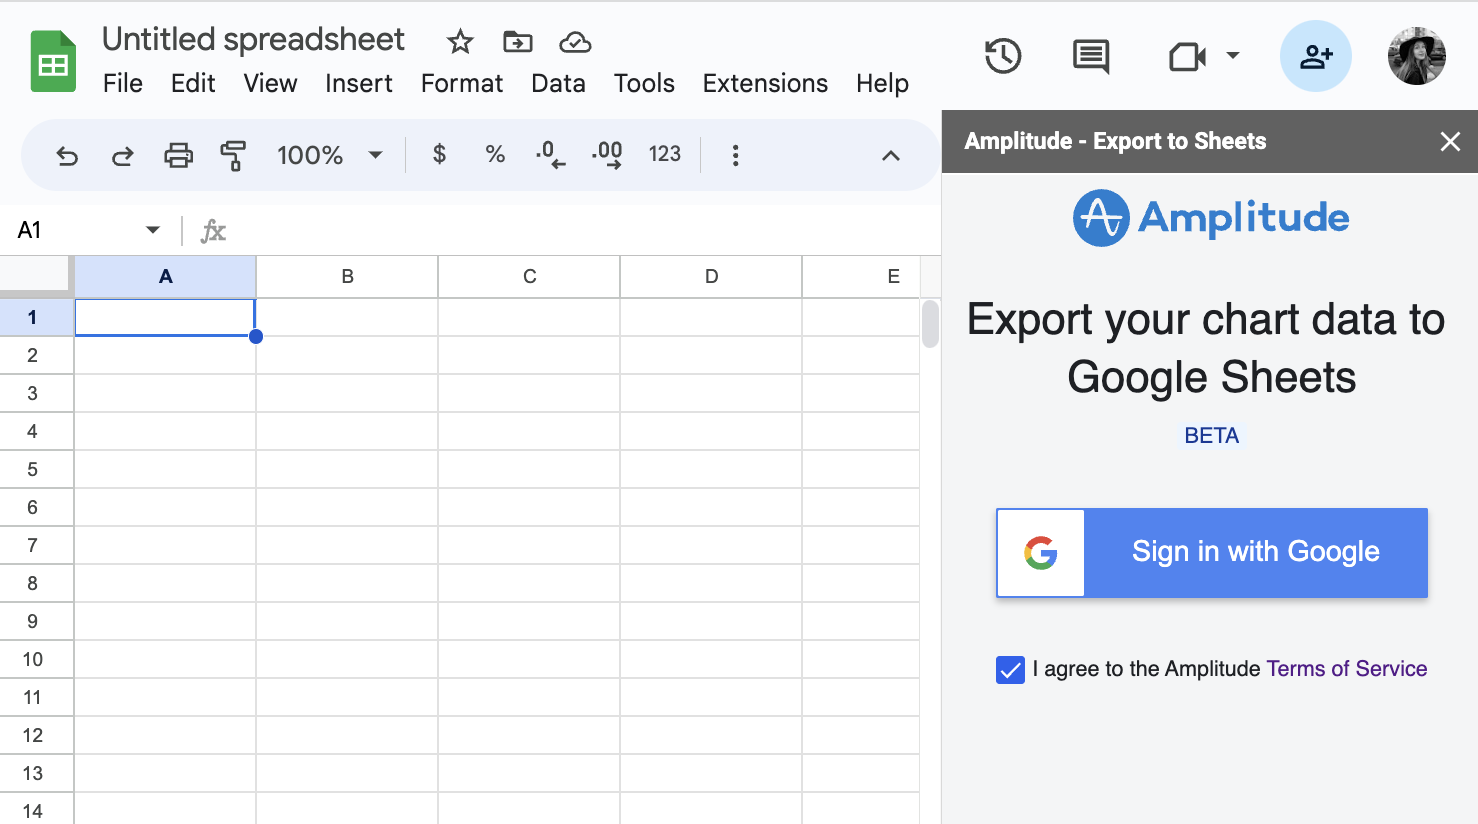 Untitled spreadsheet
File Edit View Insert Format Data Tools Extensions Help
100% $ % .0 .00 123
Amplitude - Export to Sheets
A1 fx
Amplitude
A B C D E
1
2
3
4
5
6
7
8
9
10
11
12
13
14
Export your chart data to
Google Sheets
BETA
G Sign in with Google
I agree to the Amplitude Terms of Service